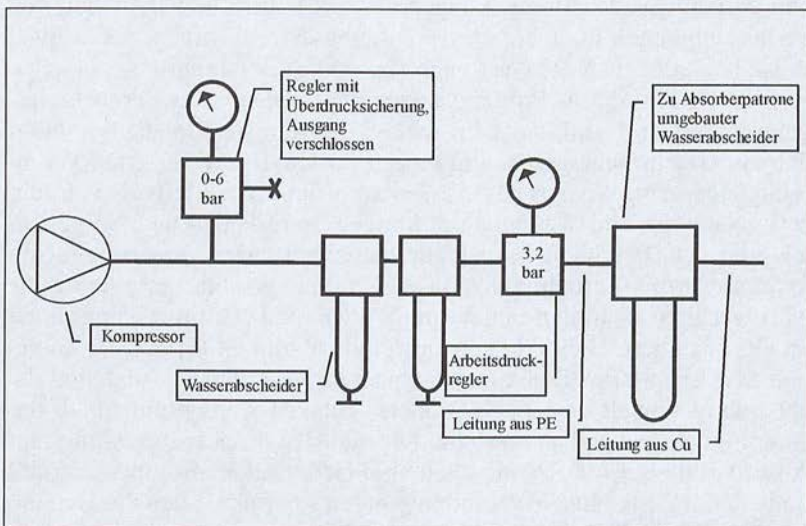 Regler mit
Überdrucksicherung,
Ausgang
verschlossen
Zu Absorberpatrone
umgebauter
Wasserabscheider
0-6
bar
3,2
bar
Kompressor
Wasserabscheider
Arbeitsdruck-
regler
Leitung aus PE
Leitung aus Cu